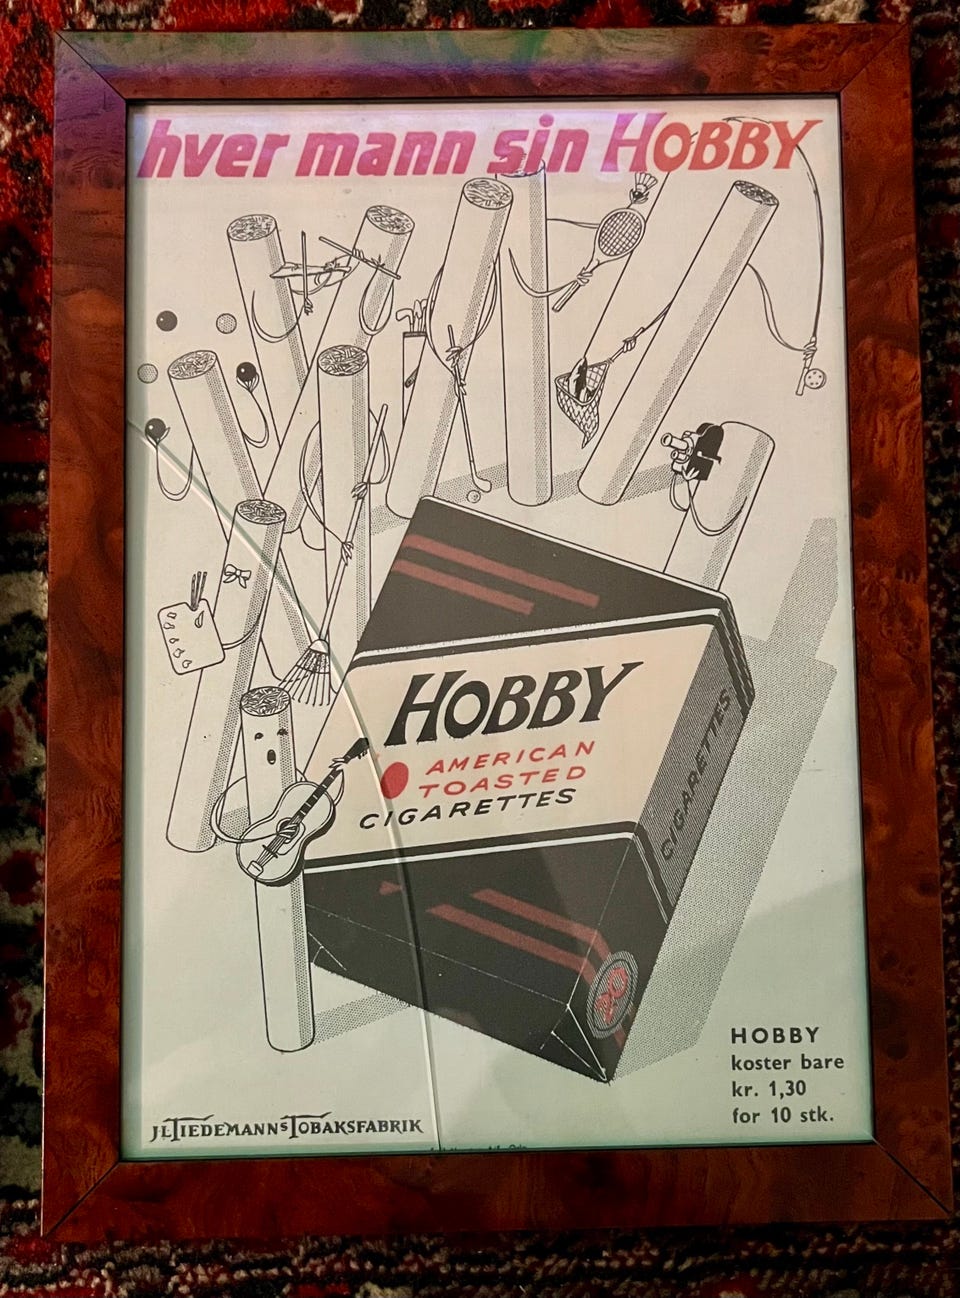 hver mann sin HOBBY
HOBBY
AMERICAN
TOASTED
CIGARETTES
CIGARETTES
20
HOBBY
koster bare
kr. 1,30
for 10 stk.
J.L. TIEDEMANNS TOBAKSFABRIK